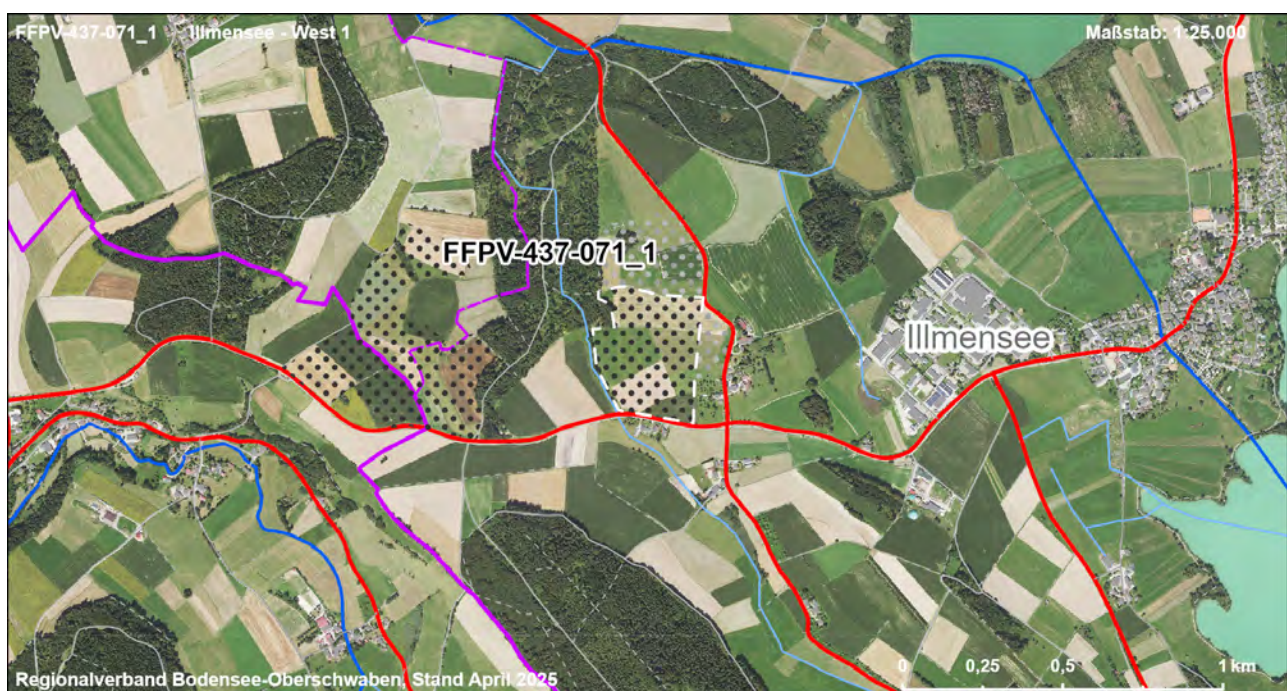 FFPV-437-071_1 Illmensee - West 1
Maßstab: 1:25.000
FFPV-437-071_1
Illmensee
0 0,25 0,5 1 km
Regionalverband Bodensee-Oberschwaben, Stand April 2025